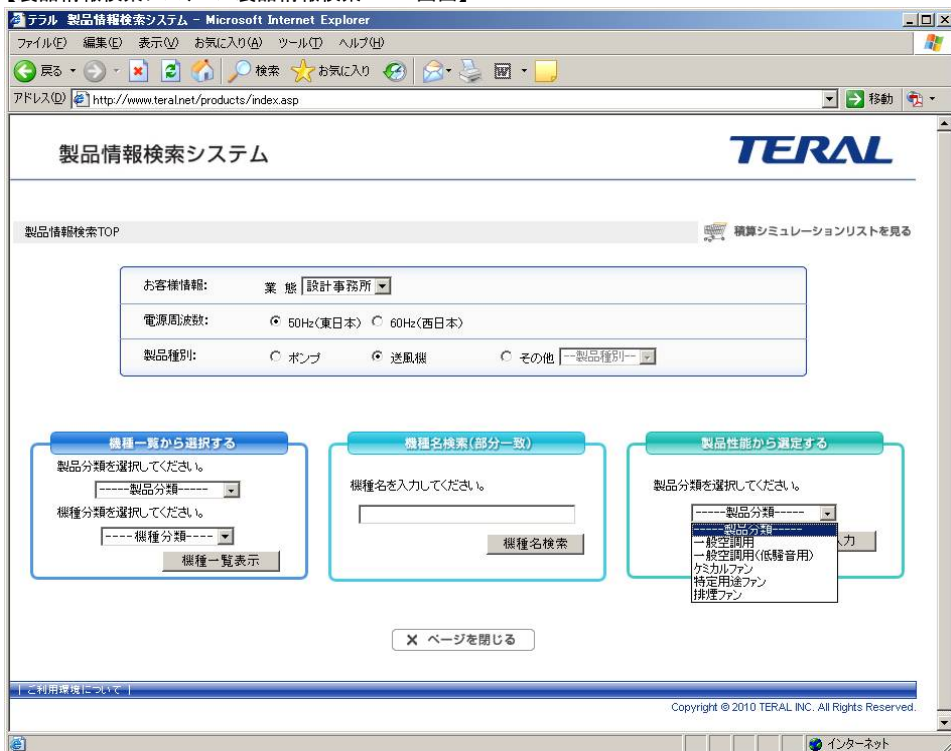 テラル 製品情報検索システム - Microsoft Internet Explorer
ファイル(F) 編集(E) 表示(V) お気に入り(A) ツール(T) ヘルプ(H)
戻る 検索 お気に入り
アドレス(D) http://www.teral.net/products/index.asp 移動
製品情報検索システム TERAL
製品情報検索TOP 積算シミュレーションリストを見る
お客様情報: 業 態 設計事務所
電源周波数: 50Hz(東日本) 60Hz(西日本)
製品種別: ポンプ 送風機 その他 --製品種別--
機種一覧から選択する
製品分類を選択してください。
-----製品分類-----
機種分類を選択してください。
----機種分類----
機種一覧表示
機種名検索(部分一致)
機種名を入力してください。
機種名検索
製品性能から選定する
製品分類を選択してください。
-----製品分類-----
-----製品分類-----
一般空調用 力
一般空調用(低騒音用)
ケミカルファン
特定用途ファン
排煙ファン
X ページを閉じる
| ご利用環境について |
Copyright © 2010 TERAL INC. All Rights Reserved.
インターネット